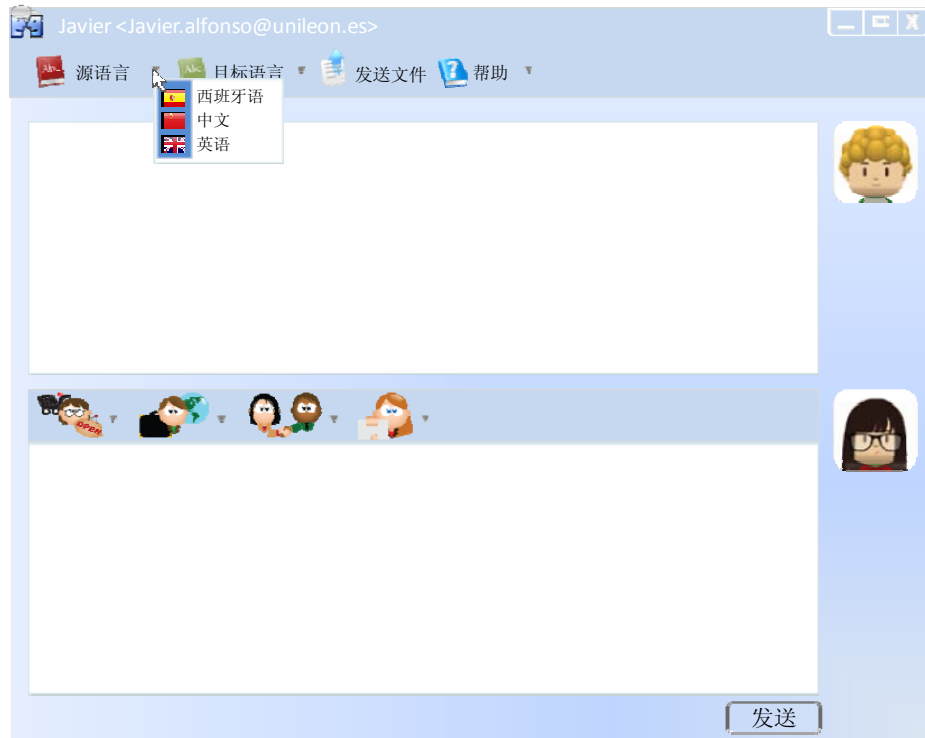 Javier <Javier.alfonso@unileon.es>
源语言 目标语言 发送文件 帮助
西班牙语
中文
英语
OPEN
发送